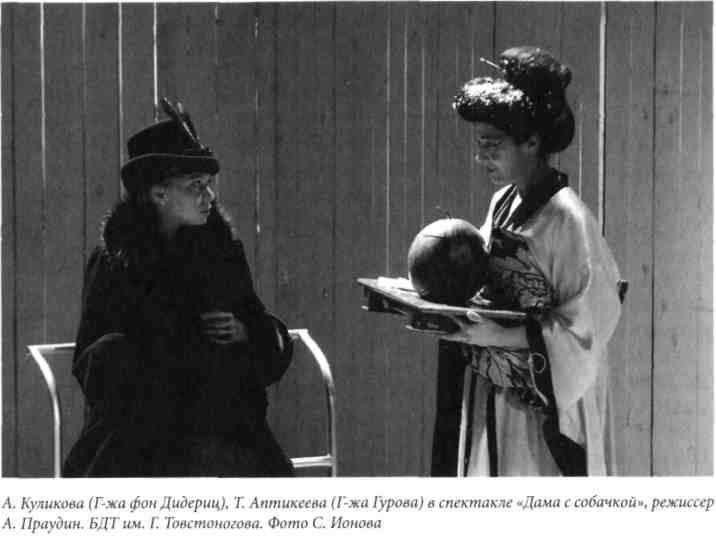 А. Куликова (Г-жа фон Дидериц), Т. Аптикеева (Г-жа Гурова) в спектакле «Дама с собачкой», режиссер
А. Праудин. БДТ им. Г. Товстоногова. Фото С. Ионова